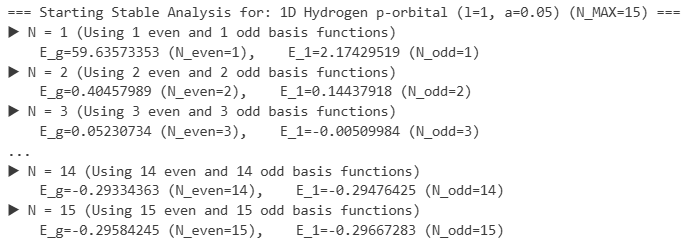 === Starting Stable Analysis for: 1D Hydrogen p-orbital (l=1, a=0.05) (N_MAX=15) ===
▶ N = 1 (Using 1 even and 1 odd basis functions)
E_g=59.63573353 (N_even=1),    E_1=2.17429519 (N_odd=1)
▶ N = 2 (Using 2 even and 2 odd basis functions)
E_g=0.40457989 (N_even=2),    E_1=0.14437918 (N_odd=2)
▶ N = 3 (Using 3 even and 3 odd basis functions)
E_g=0.05230734 (N_even=3),    E_1=-0.00509984 (N_odd=3)
...
▶ N = 14 (Using 14 even and 14 odd basis functions)
E_g=-0.29334363 (N_even=14),    E_1=-0.29476425 (N_odd=14)
▶ N = 15 (Using 15 even and 15 odd basis functions)
E_g=-0.29584245 (N_even=15),    E_1=-0.29667283 (N_odd=15)